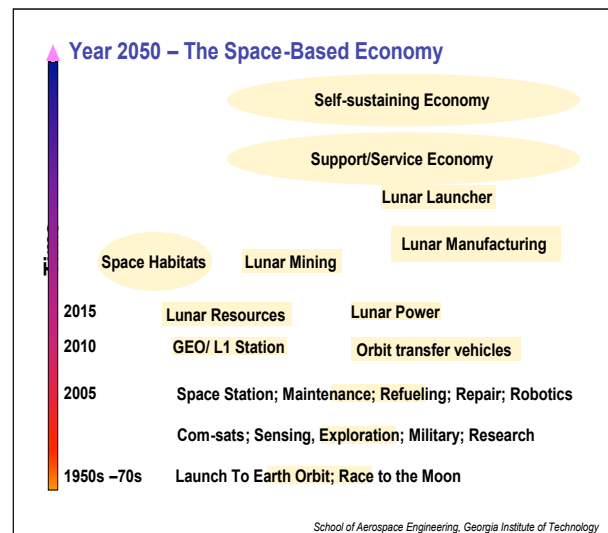 Year 2050 – The Space-Based Economy
Self-sustaining Economy
Support/Service Economy
Lunar Launcher
Lunar Manufacturing
Space Habitats
Lunar Mining
Time
2015
Lunar Resources
Lunar Power
2010
GEO/ L1 Station
Orbit transfer vehicles
2005
Space Station; Maintenance; Refueling; Repair; Robotics
Com-sats; Sensing, Exploration; Military; Research
1950s –70s
Launch To Earth Orbit; Race to the Moon
School of Aerospace Engineering, Georgia Institute of Technology